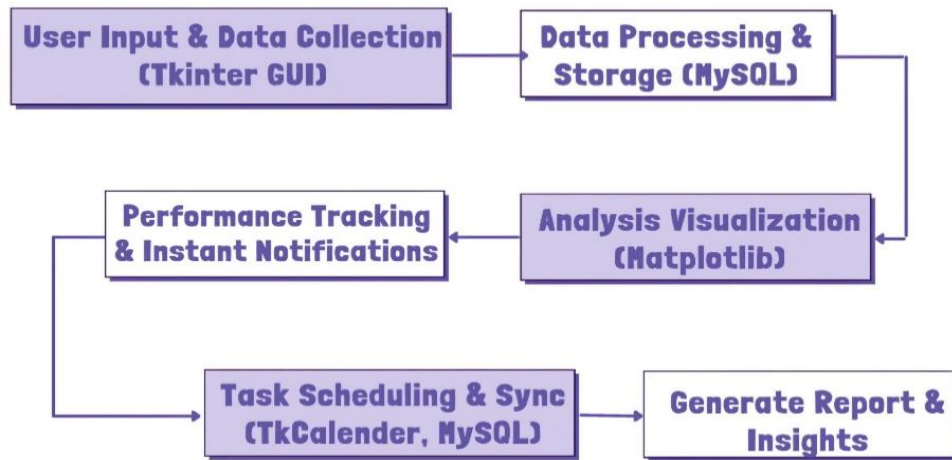 User Input & Data Collection
(Tkinter GUI)
Data Processing &
Storage (MySQL)
Analysis Visualization
(Matplotlib)
Performance Tracking
& Instant Notifications
Task Scheduling & Sync
(TkCalender, MySQL)
Generate Report &
Insights